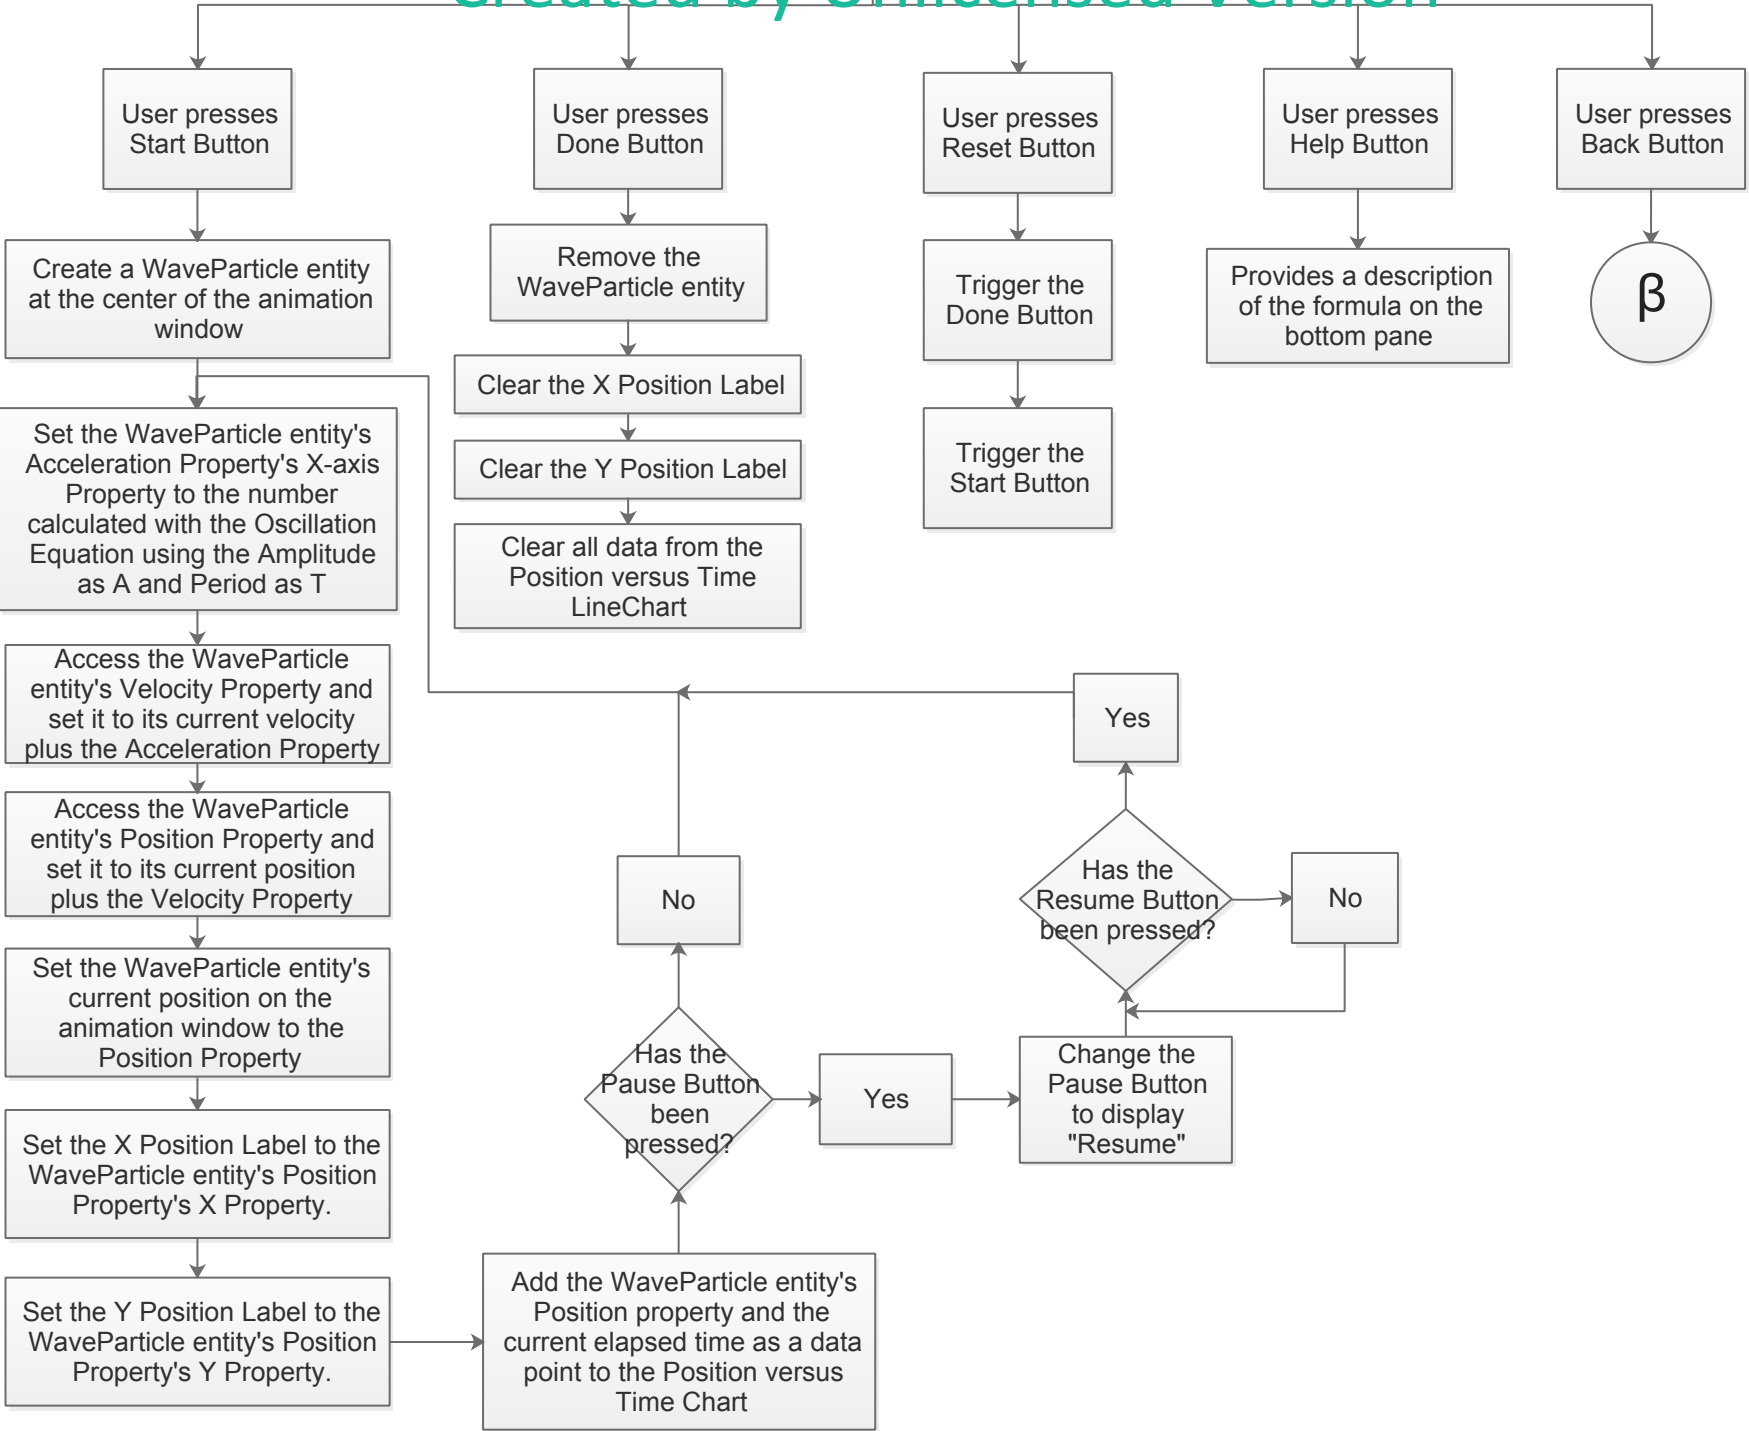 Created by Unlicensed Version
User presses
Start Button
User presses
Done Button
User presses
Reset Button
User presses
Help Button
User presses
Back Button
Create a WaveParticle entity
at the center of the animation
window
Remove the
WaveParticle entity
Trigger the
Done Button
Provides a description
of the formula on the
bottom pane
β
Clear the X Position Label
Set the WaveParticle entity's
Acceleration Property's X-axis
Property to the number
calculated with the Oscillation
Equation using the Amplitude
as A and Period as T
Clear the Y Position Label
Trigger the
Start Button
Clear all data from the
Position versus Time
LineChart
Access the WaveParticle
entity's Velocity Property and
set it to its current velocity
plus the Acceleration Property
Yes
Access the WaveParticle
entity's Position Property and
set it to its current position
plus the Velocity Property
No
Has the
Resume Button
been pressed?
No
Set the WaveParticle entity's
current position on the
animation window to the
Position Property
Has the
Pause Button
been
pressed?
Yes
Change the
Pause Button
to display
"Resume"
Set the X Position Label to the
WaveParticle entity's Position
Property's X Property.
Set the Y Position Label to the
WaveParticle entity's Position
Property's Y Property.
Add the WaveParticle entity's
Position property and the
current elapsed time as a data
point to the Position versus
Time Chart